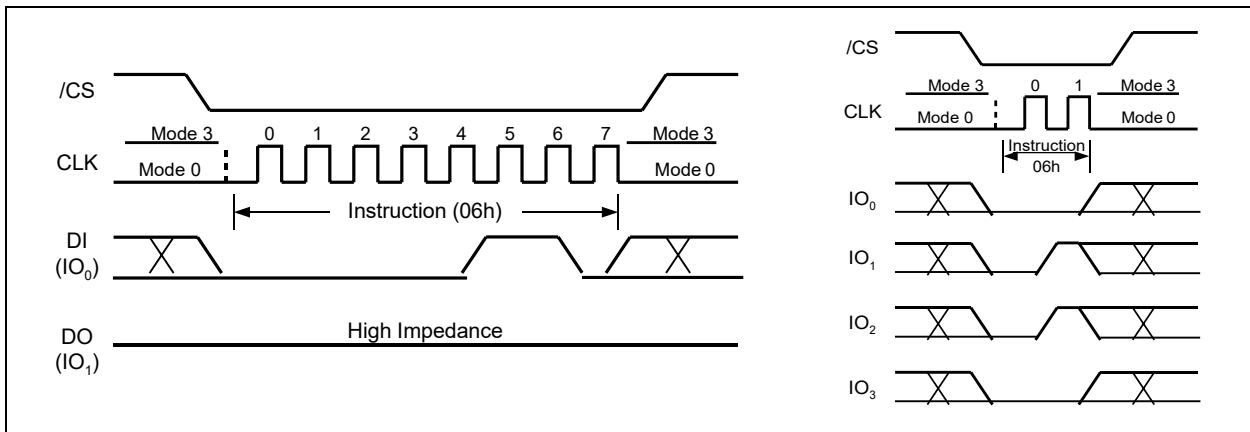 /CS
Mode 3 0 1 2 3 4 5 6 7 Mode 3
CLK
Mode 0 Mode 0
Instruction (06h)
DI
(IO₀)
High Impedance
DO
(IO₁)
/CS
Mode 3 0 1 Mode 3
CLK
Mode 0 Mode 0
Instruction
06h
IO₀
IO₁
IO₂
IO₃